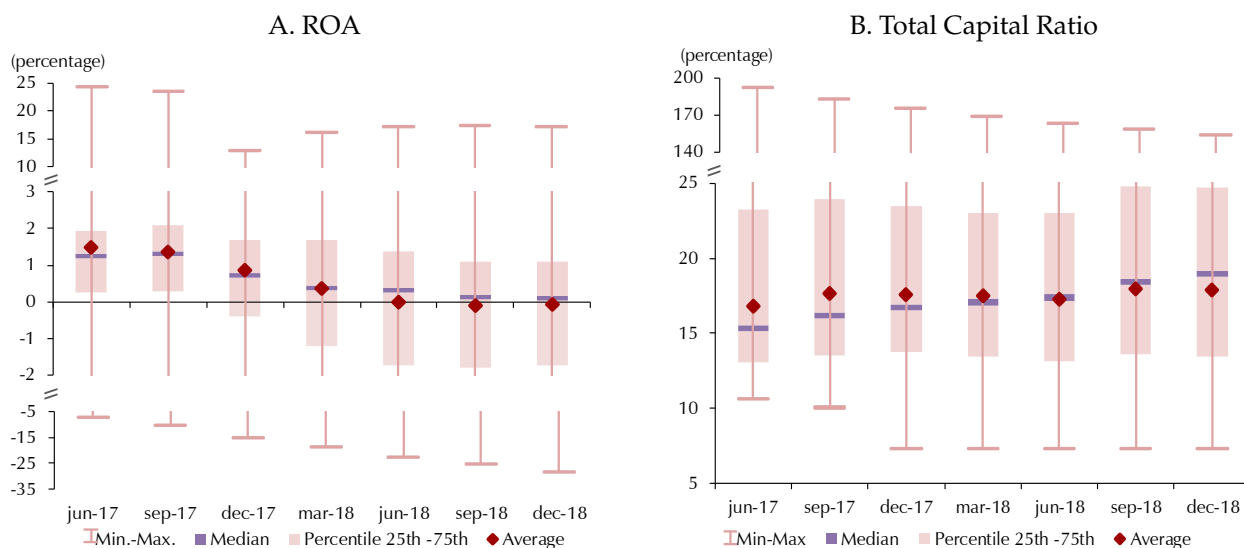 A. ROA
(percentage)
25
20
15
10
3
2
1
0
-1
-2
-5
-15
-25
-35
jun-17 sep-17 dec-17 mar-18 jun-18 sep-18 dec-18
Min.-Max. Median Percentile 25th -75th Average
B. Total Capital Ratio
(percentage)
200
170
140
25
20
15
10
5
jun-17 sep-17 dec-17 mar-18 jun-18 sep-18 dec-18
Min-Max Median Percentile 25th -75th Average